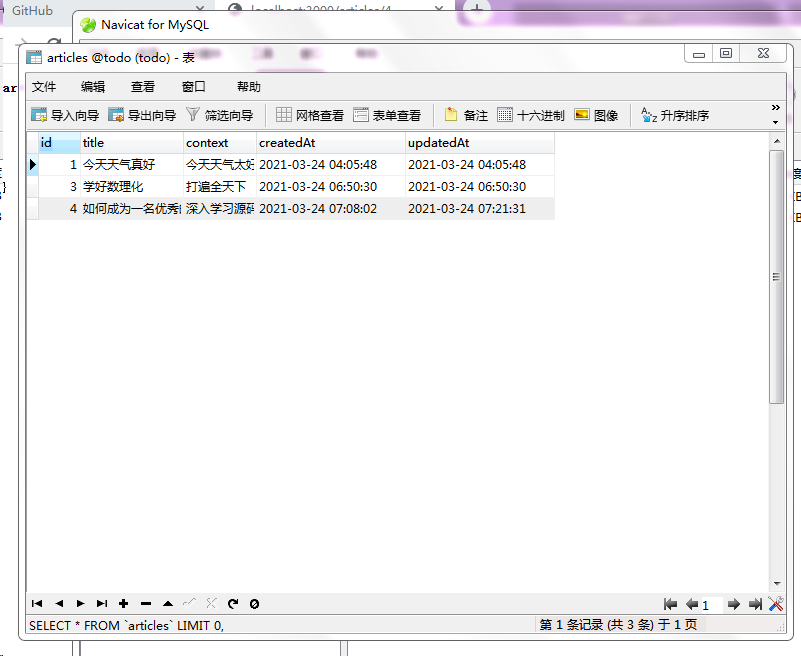 GitHub
localhost:3000/articles/4
Navicat for MySQL
articles @todo (todo) - 表
文件 编辑 查看 窗口 帮助
导入向导 导出向导 筛选向导 网格查看 表单查看 备注 十六进制 图像 升序排序
id title context createdAt updatedAt
1 今天天气真好 今天天气太好 2021-03-24 04:05:48 2021-03-24 04:05:48
3 学好数理化 打遍全天下 2021-03-24 06:50:30 2021-03-24 06:50:30
4 如何成为一名优秀 深入学习源码 2021-03-24 07:08:02 2021-03-24 07:21:31
1
SELECT * FROM `articles` LIMIT 0,
第 1 条记录 (共 3 条) 于 1 页